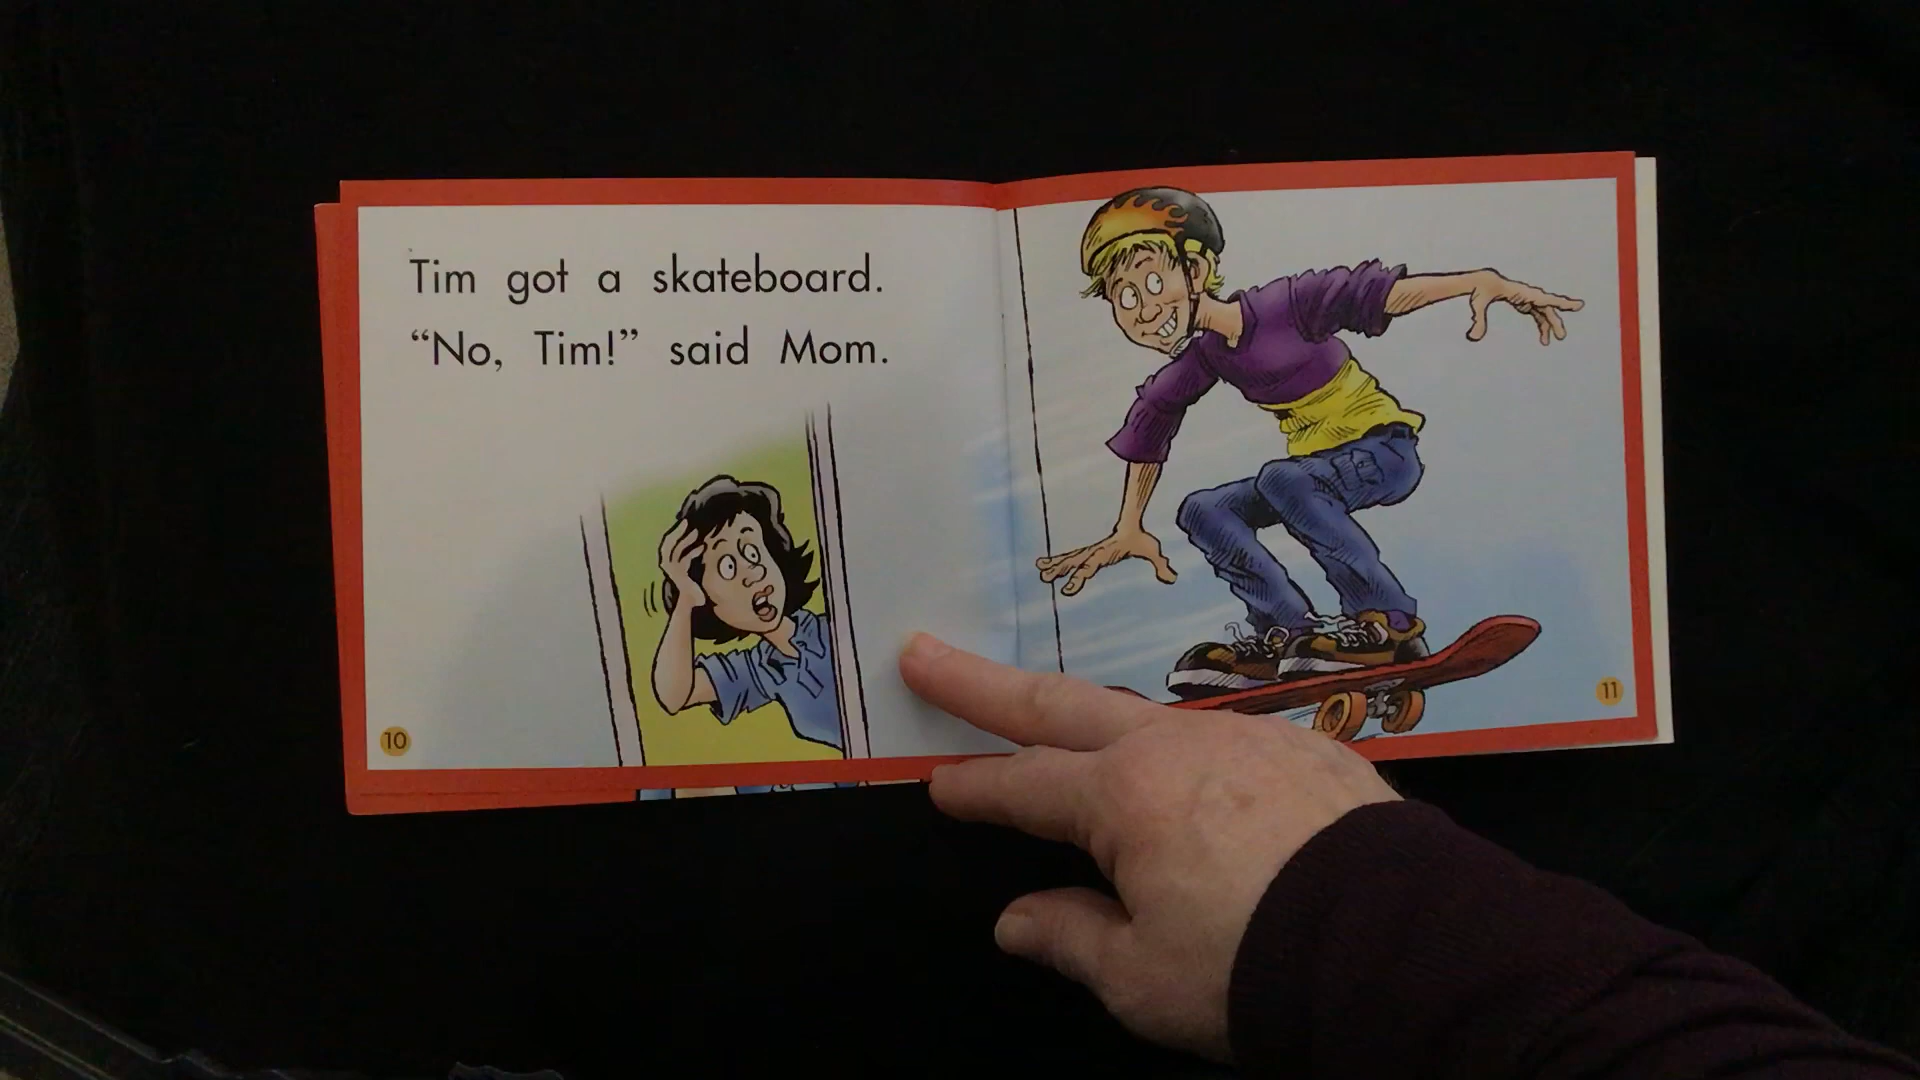 Tim got a skateboard.
“No, Tim!” said Mom.
10
11